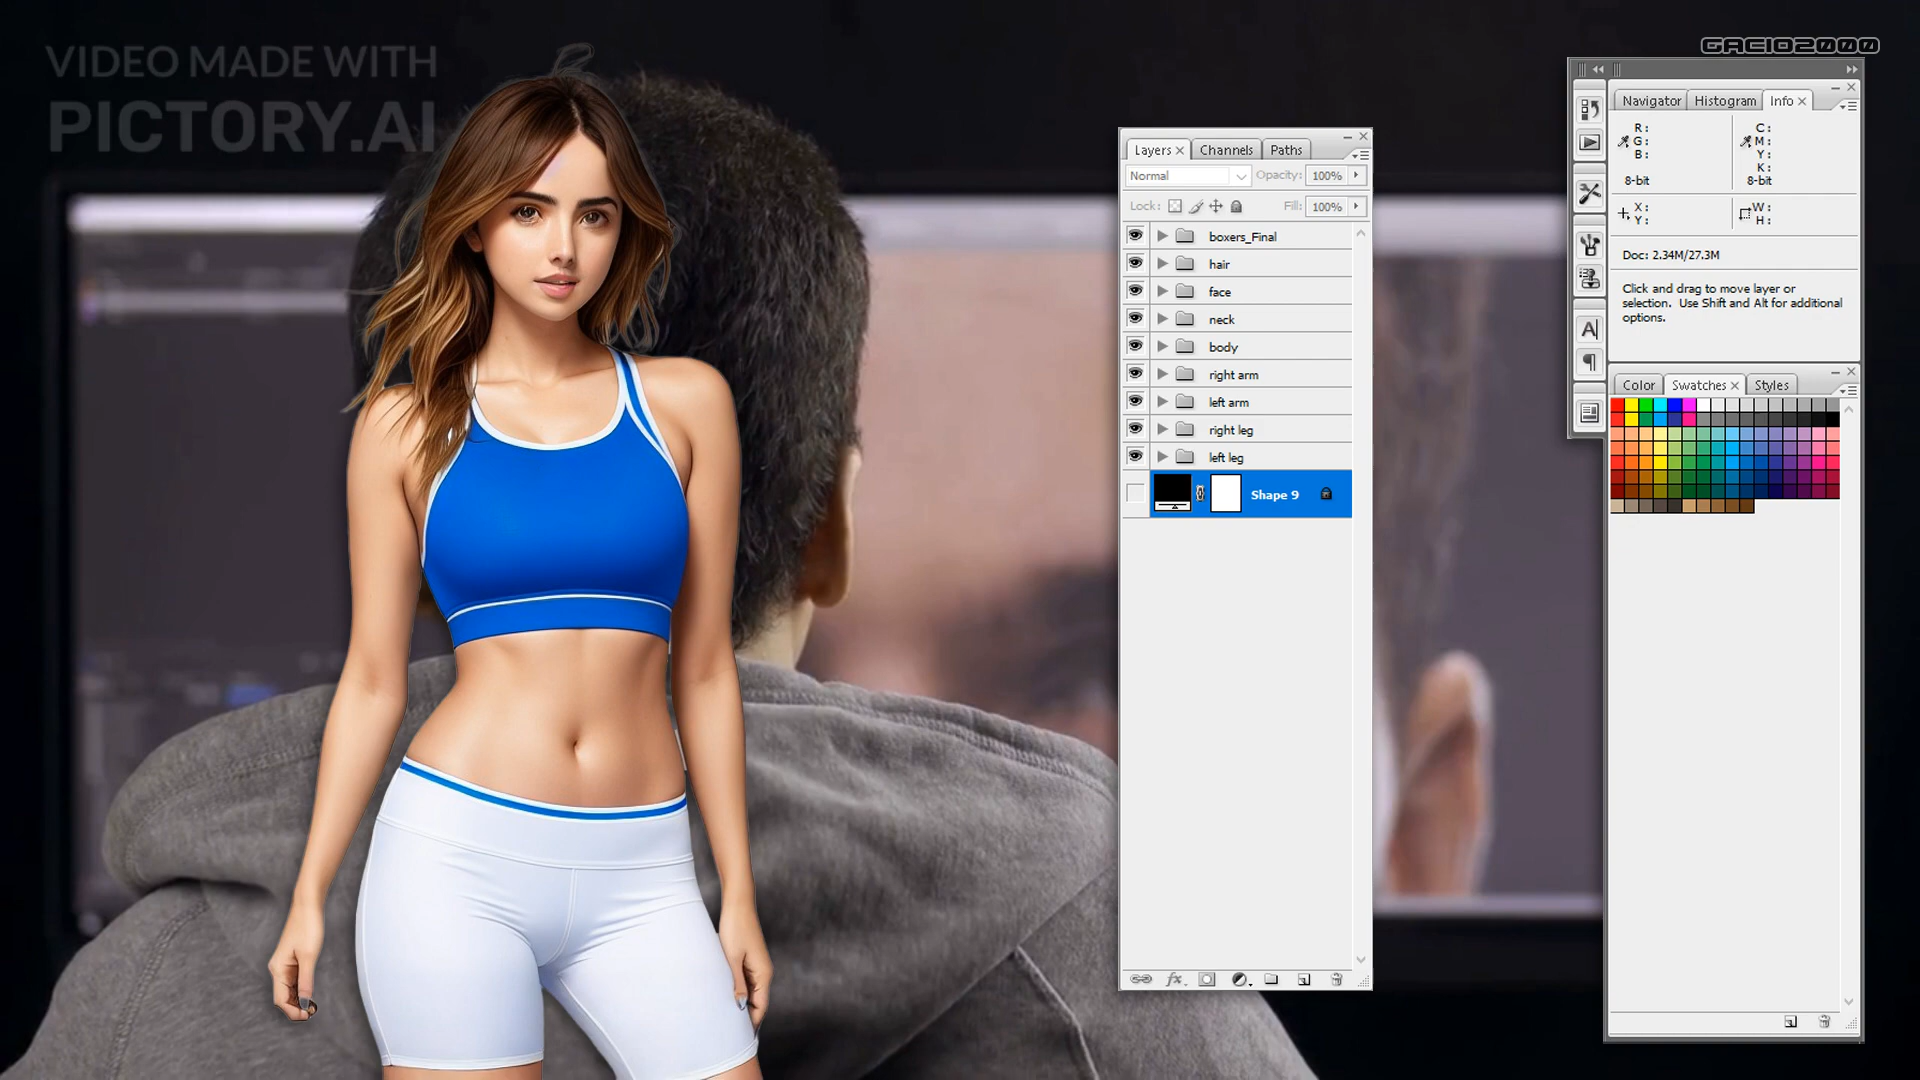 VIDEO MADE WITH
PICTORY.AI
GACIO2000
Layers
Channels
Paths
Normal
Opacity: 100%
Lock:
Fill: 100%
boxers_Final
hair
face
neck
body
right arm
left arm
right leg
left leg
Shape 9
fx
Navigator
Histogram
Info
R:
G:
B:
8-bit
C:
M:
Y:
K:
8-bit
X:
Y:
W:
H:
Doc: 2.34M/27.3M
Click and drag to move layer or
selection. Use Shift and Alt for additional
options.
Color
Swatches
Styles
A